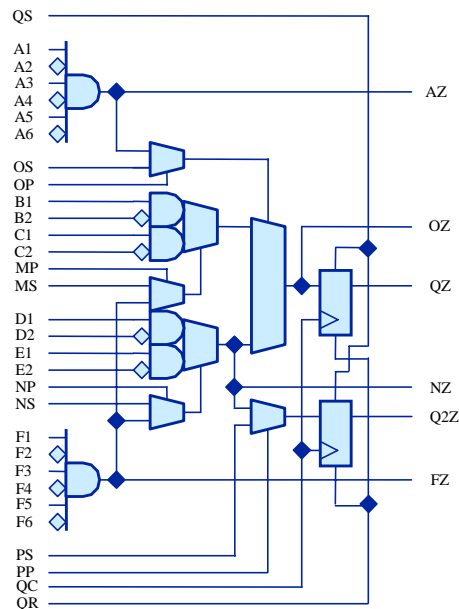 QS
A1
A2
A3
A4
A5
A6
AZ
OS
OP
B1
B2
C1
C2
OZ
MP
MS
QZ
D1
D2
E1
E2
NP
NZ
NS
Q2Z
F1
F2
F3
F4
FZ
F5
F6
PS
PP
QC
QR